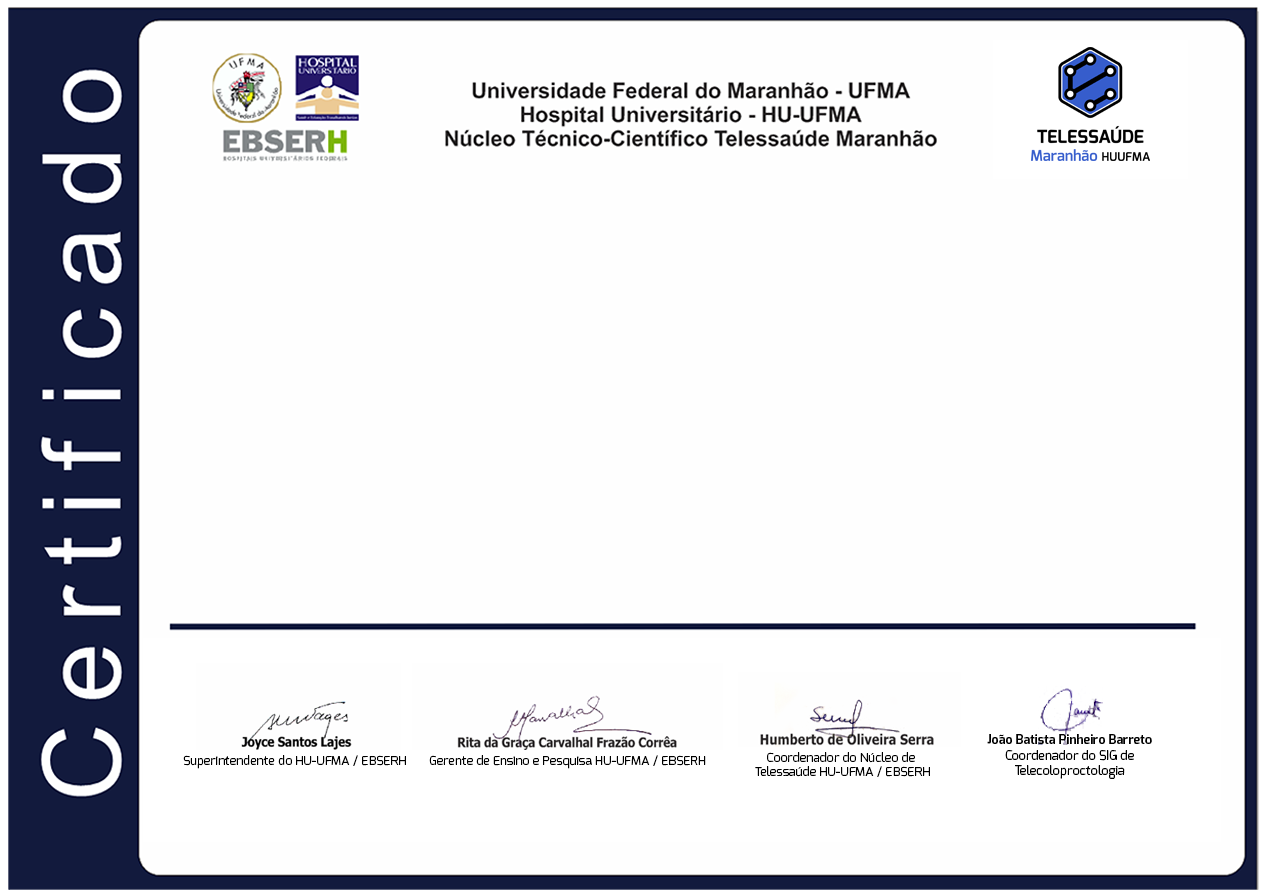 Certificado
UFMA
Universidade Federal do Maranhão
HOSPITAL
UNIVERSITÁRIO
EBSERH
HOSPITAIS UNIVERSITÁRIOS FEDERAIS
Universidade Federal do Maranhão - UFMA
Hospital Universitário - HU-UFMA
Núcleo Técnico-Científico Telessaúde Maranhão
TELESSAÚDE
Maranhão HUUFMA
Joyce Santos Lajes
Superintendente do HU-UFMA / EBSERH
Rita da Graça Carvalhal Frazão Corrêa
Gerente de Ensino e Pesquisa HU-UFMA / EBSERH
Humberto de Oliveira Serra
Coordenador do Núcleo de
Telessaúde HU-UFMA / EBSERH
João Batista Pinheiro Barreto
Coordenador do SIG de
Telecoloproctologia